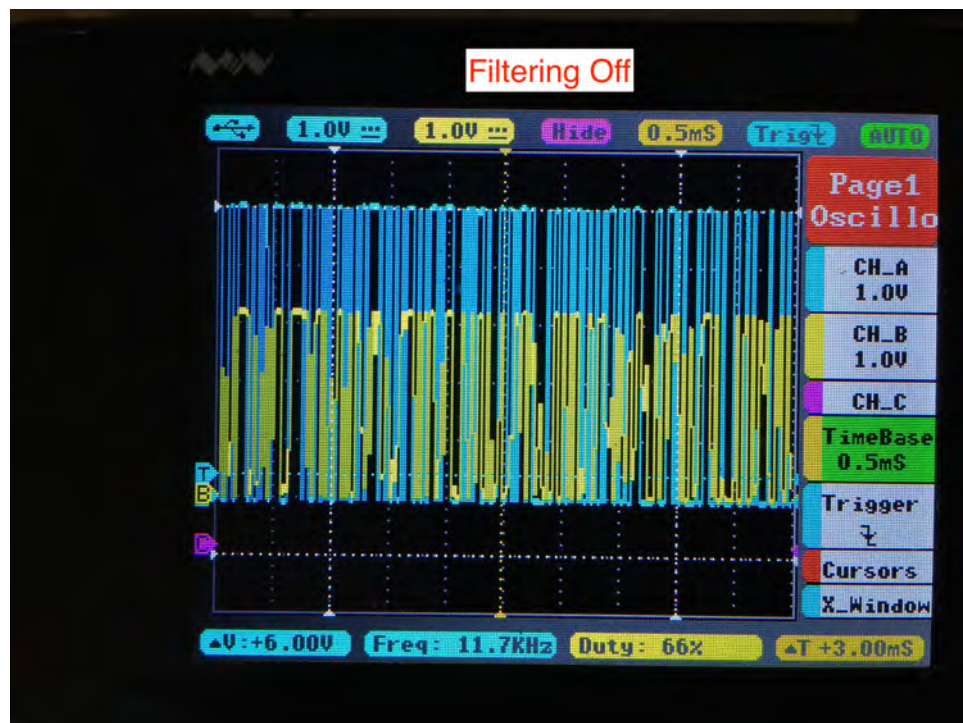 Filtering Off
1.0V 1.0V Hide 0.5mS Trig AUTO
Page1
Oscillo
CH_A
1.0V
CH_B
1.0V
CH_C
TimeBase
0.5mS
Trigger
Cursors
X_Window
T
B
C
▲V:+6.00V Freq: 11.7KHz Duty: 66% ▲T +3.00mS